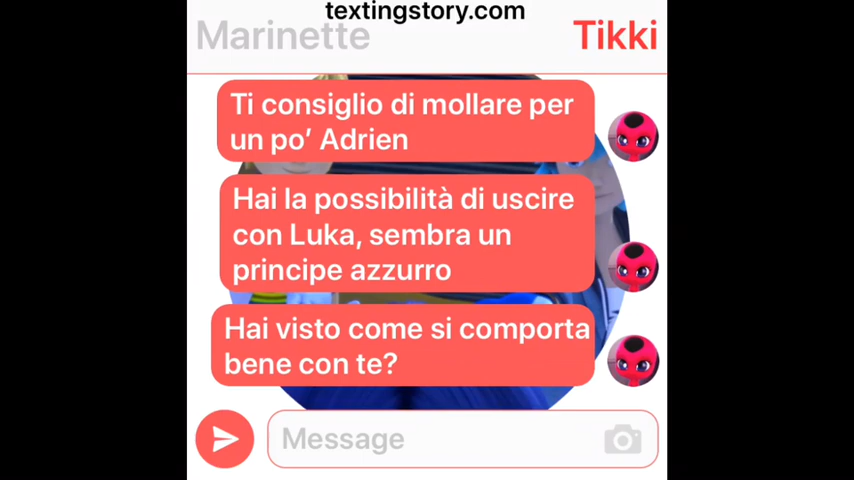 textingstory.com
Marinette
Tikki
Ti consiglio di mollare per
un po’ Adrien
Hai la possibilità di uscire
con Luka, sembra un
principe azzurro
Hai visto come si comporta
bene con te?
Message